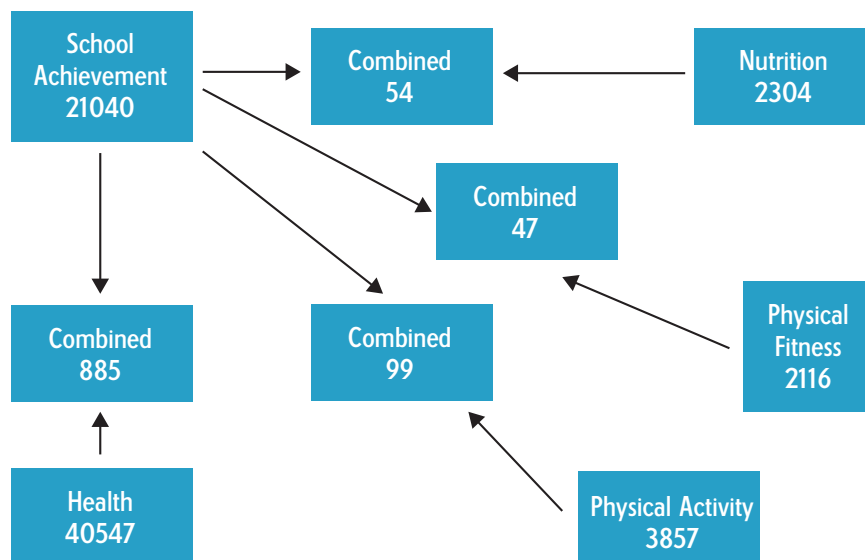 School
Achievement
21040
Combined
54
Nutrition
2304
Combined
47
Combined
885
Combined
99
Physical
Fitness
2116
Health
40547
Physical Activity
3857